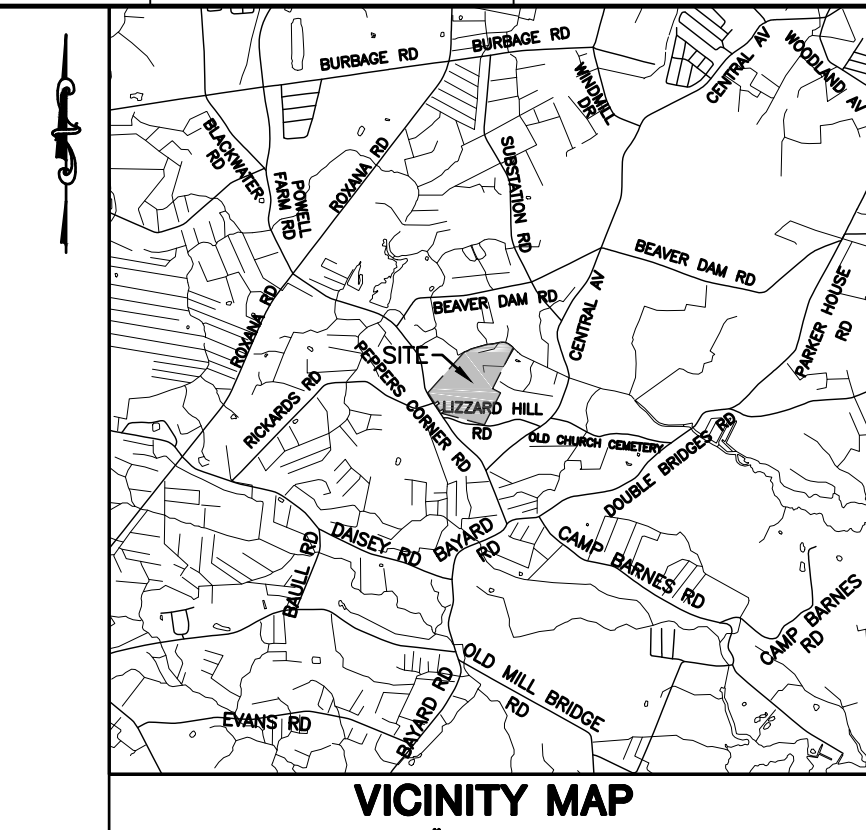 BURBAGE RD
BURBAGE RD
CENTRAL AV
WOODLAND AV
WINDMILL
DR
BLACKWATER
RD
POWELL
FARM RD
ROXANA RD
SUBSTATION RD
BEAVER DAM RD
BEAVER DAM RD
CENTRAL AV
PARKER HOUSE
RD
ROXANA RD
SITE
PEPPERS CORNER RD
RICKARDS RD
LIZZARD HILL
RD
OLD CHURCH CEMETERY
DOUBLE BRIDGES RD
DAISEY RD
BAYARD
RD
CAMP BARNES RD
BAULL RD
CAMP BARNES
RD
OLD MILL BRIDGE
RD
BAYARD RD
EVANS RD
VICINITY MAP